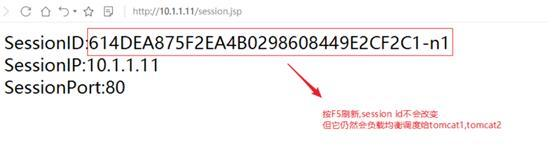 http://10.1.1.11/session.jsp
SessionID:614DEA875F2EA4B0298608449E2CF2C1-n1
SessionIP:10.1.1.11
SessionPort:80
按F5刷新,session id不会改变
但它仍然会负载均衡调度给tomcat1,tomcat2